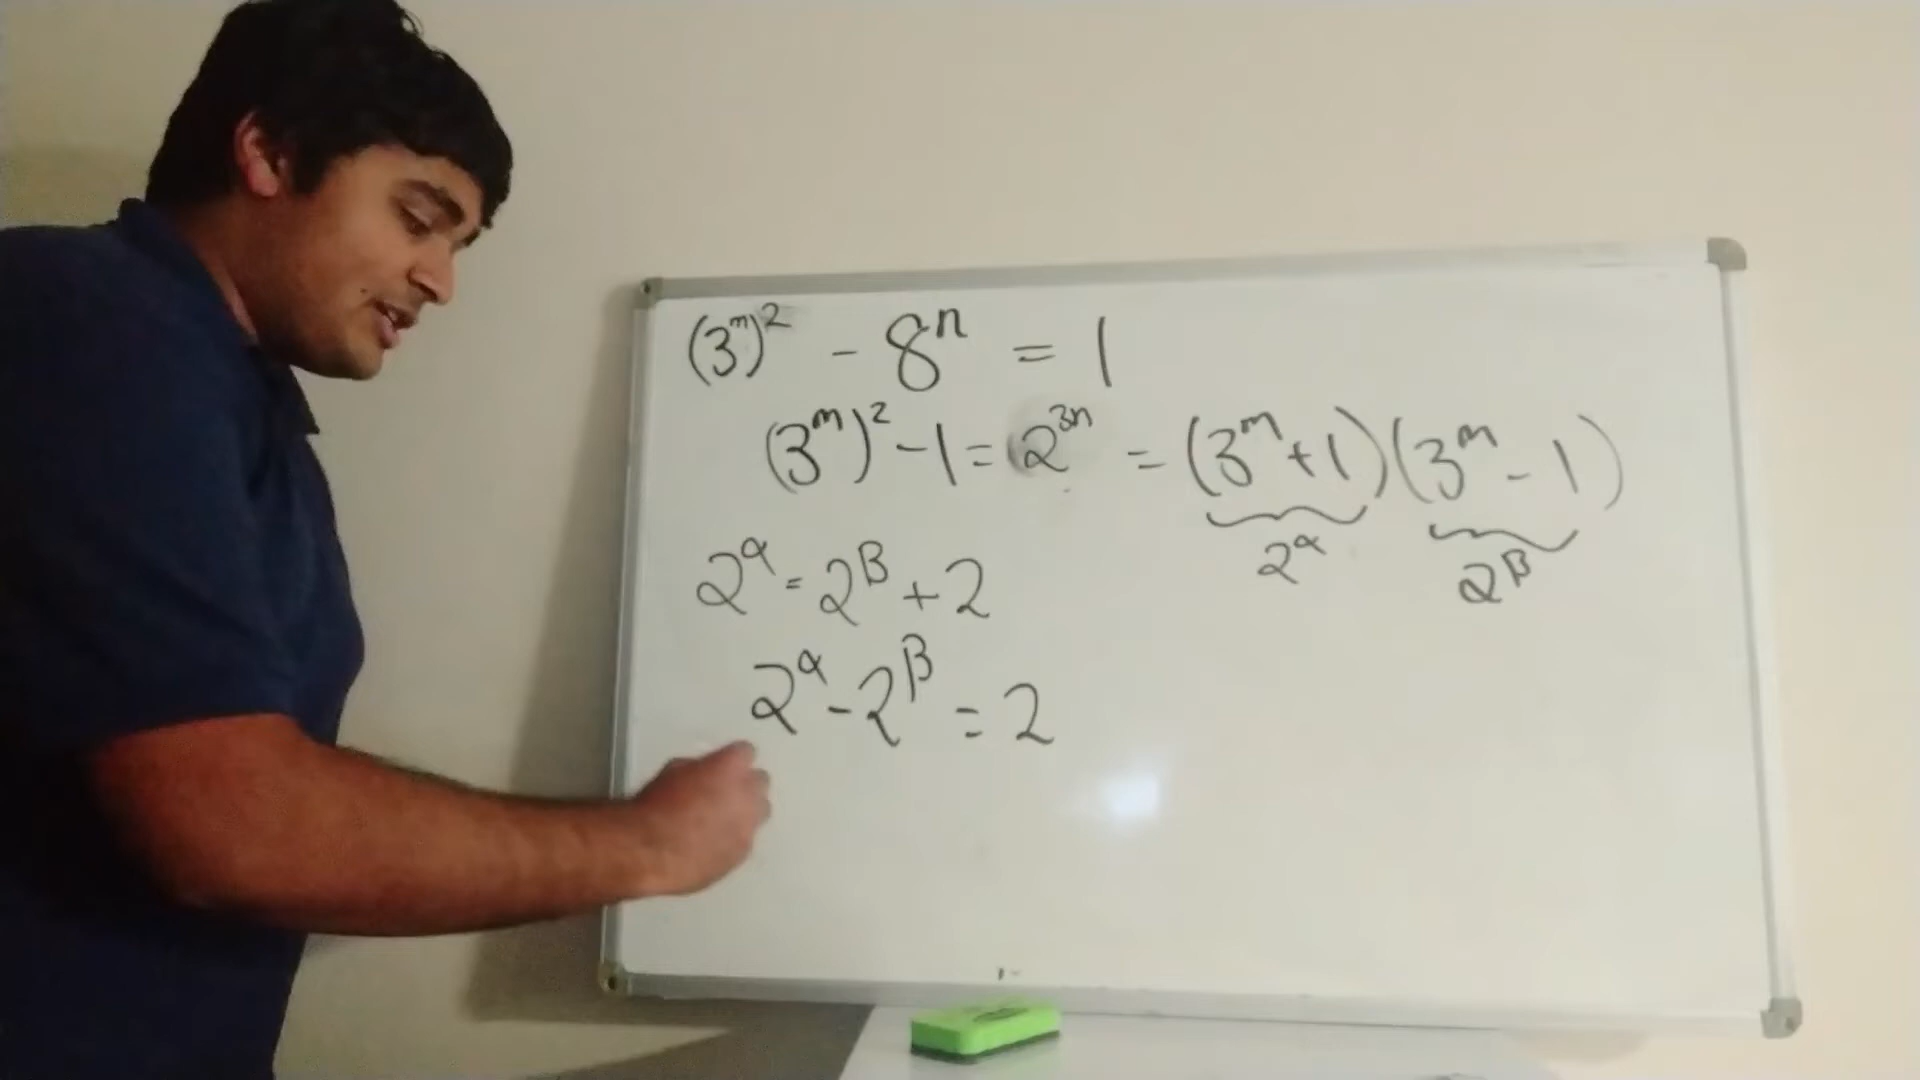 (3^m)^2 - 8^n = 1
(3^m)^2 - 1 = 2^{3n} = (3^m + 1)(3^m - 1)
2^α 2^β
2^α = 2^β + 2
2^α - 2^β = 2